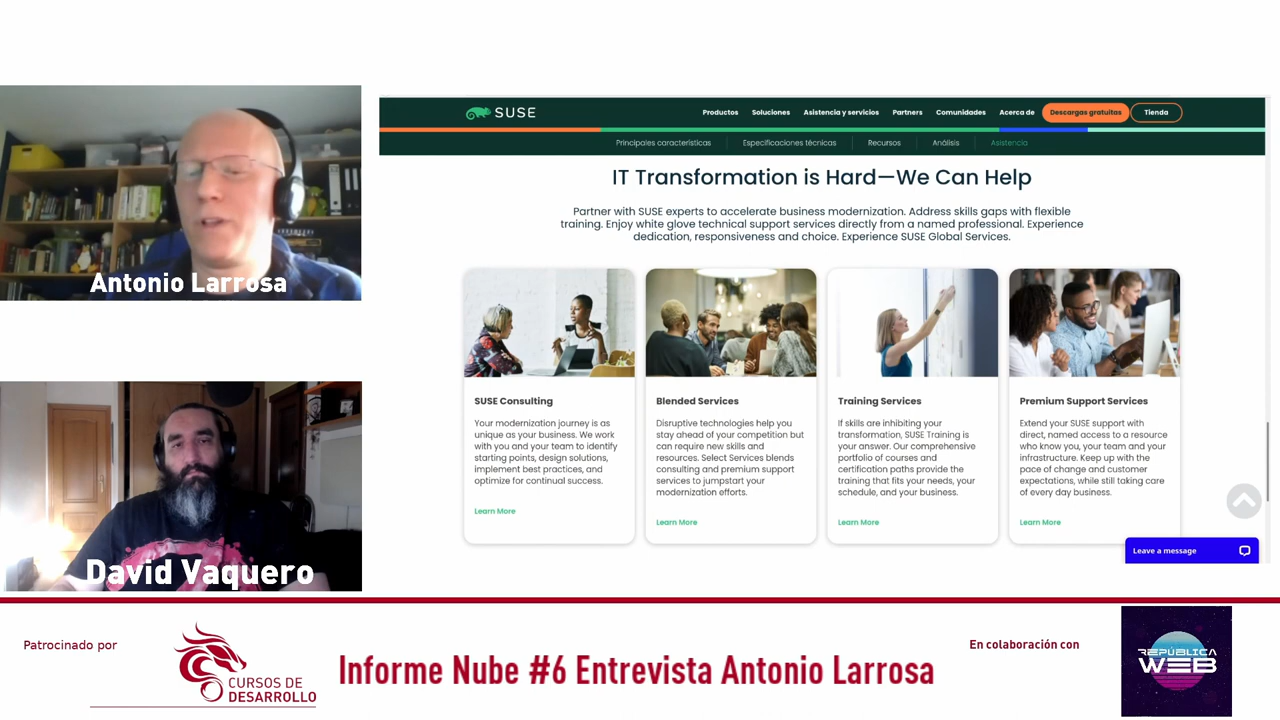 Antonio Larrosa
David Vaquero
SUSE
Productos
Soluciones
Asistencia y servicios
Partners
Comunidades
Acerca de
Descargas gratuitas
Tienda
Principales características
Especificaciones técnicas
Recursos
Análisis
Asistencia
IT Transformation is Hard—We Can Help
Partner with SUSE experts to accelerate business modernization. Address skills gaps with flexible
training. Enjoy white glove technical support services directly from a named professional. Experience
dedication, responsiveness and choice. Experience SUSE Global Services.
SUSE Consulting
Your modernization journey is as
unique as your business. We work
with you and your team to identify
starting points, design solutions,
implement best practices, and
optimize for continual success.
Learn More
Blended Services
Disruptive technologies help you
stay ahead of your competition but
can require new skills and
resources. Select Services blends
consulting and premium support
services to jumpstart your
modernization efforts.
Learn More
Training Services
If skills are inhibiting your
transformation, SUSE Training is
your answer. Our comprehensive
portfolio of courses and
certification paths provide the
training that fits your needs, your
schedule, and your business.
Learn More
Premium Support Services
Extend your SUSE support with
direct, named access to a resource
who know you, your team and your
infrastructure. Keep up with the
pace of change and customer
expectations, while still taking care
of every day business.
Learn More
Leave a message
Patrocinado por
CURSOS DE
DESARROLLO
Informe Nube #6 Entrevista Antonio Larrosa
En colaboración con
REPÚBLICA
WEB